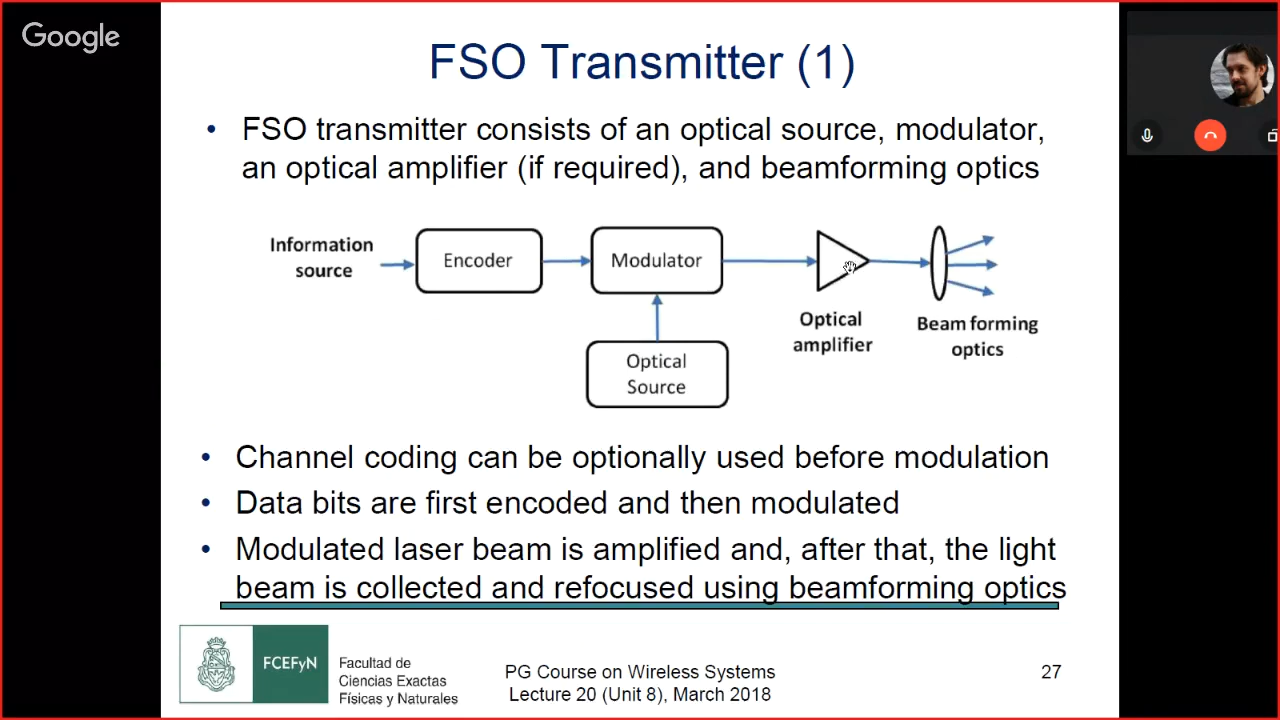 Google
FSO Transmitter (1)
• FSO transmitter consists of an optical source, modulator,
an optical amplifier (if required), and beamforming optics
Information
source
Encoder
Modulator
Optical
Source
Optical
amplifier
Beam forming
optics
• Channel coding can be optionally used before modulation
• Data bits are first encoded and then modulated
• Modulated laser beam is amplified and, after that, the light
beam is collected and refocused using beamforming optics
FCEFyN
Facultad de
Ciencias Exactas
Físicas y Naturales
PG Course on Wireless Systems
Lecture 20 (Unit 8), March 2018
27